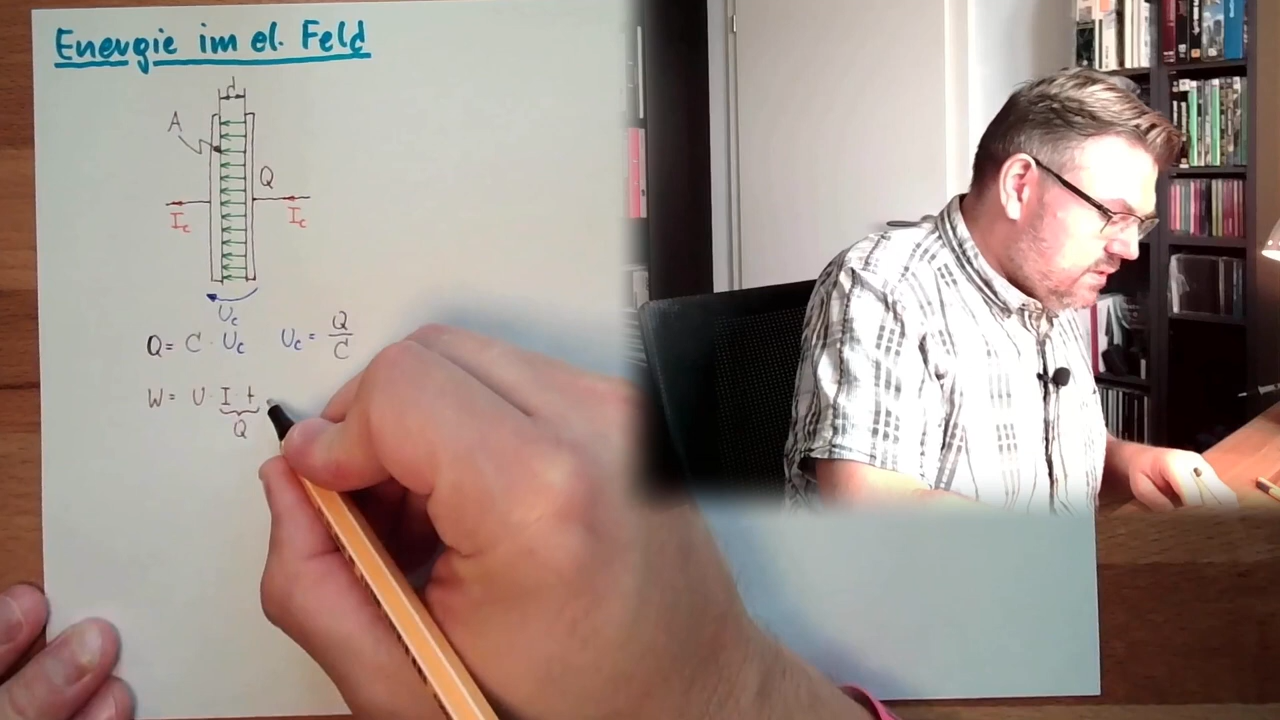 Energie im el. Feld
d
A
Q
I_c I_c
U_c
Q = C · U_c U_c = Q/C
W = U · I t
Q